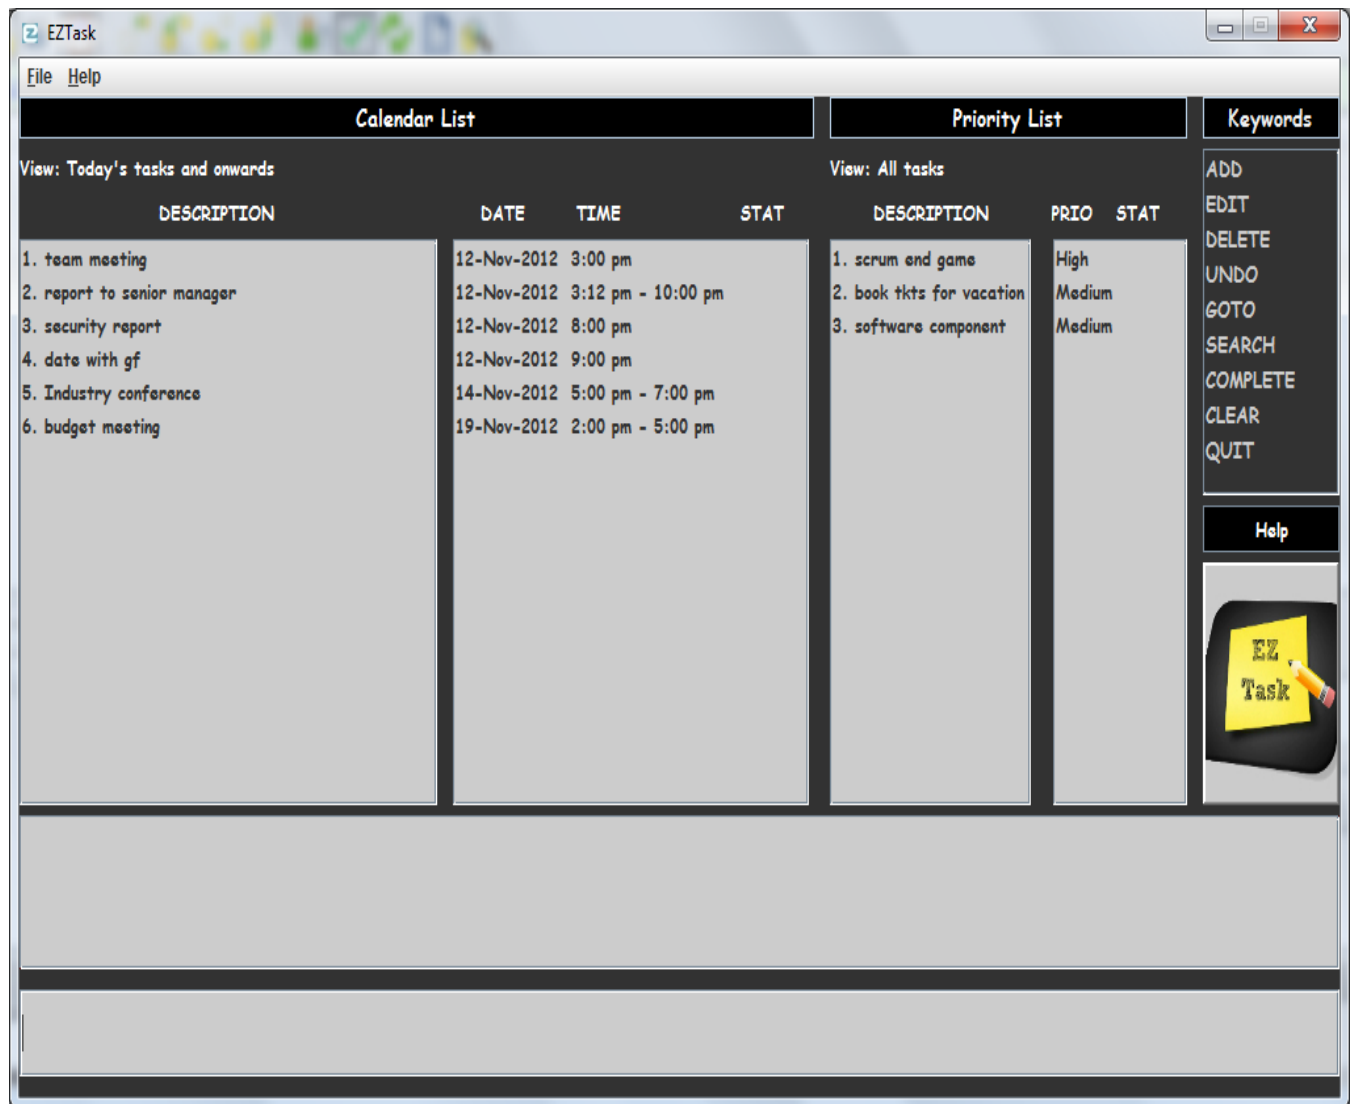 EZTask
File Help
Calendar List Priority List Keywords
View: Today's tasks and onwards View: All tasks
DESCRIPTION DATE TIME STAT DESCRIPTION PRIO STAT
1. team meeting 12-Nov-2012 3:00 pm 1. scrum end game High
2. report to senior manager 12-Nov-2012 3:12 pm - 10:00 pm 2. book tkts for vacation Medium
3. security report 12-Nov-2012 8:00 pm 3. software component Medium
4. date with gf 12-Nov-2012 9:00 pm
5. Industry conference 14-Nov-2012 5:00 pm - 7:00 pm
6. budget meeting 19-Nov-2012 2:00 pm - 5:00 pm
ADD
EDIT
DELETE
UNDO
GOTO
SEARCH
COMPLETE
CLEAR
QUIT
Help
EZ
Task